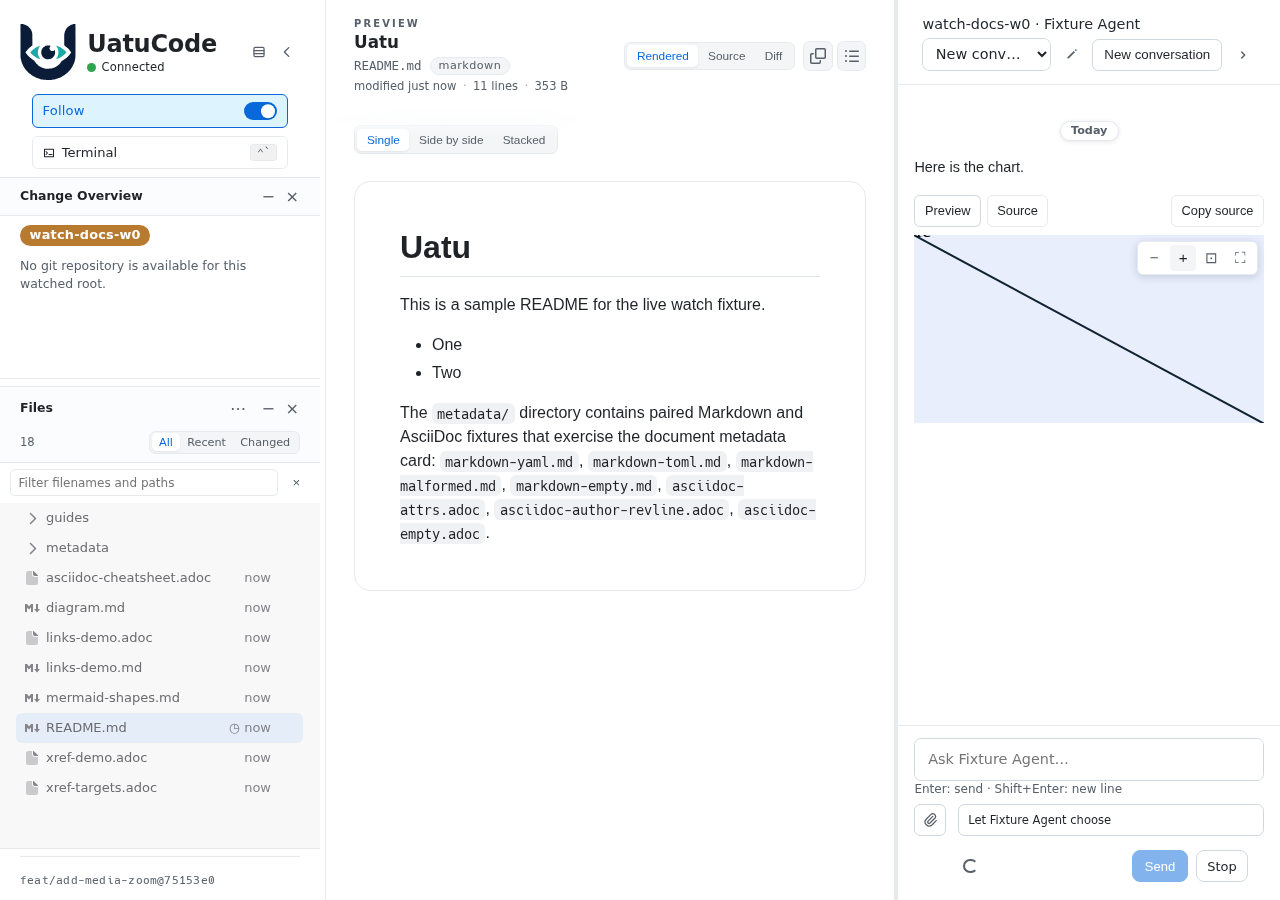 UatuCode
Connected
Follow
Terminal
^`
Change Overview
watch-docs-w0
No git repository is available for this
watched root.
Files
18
All Recent Changed
Filter filenames and paths
guides
metadata
asciidoc-cheatsheet.adoc now
diagram.md now
links-demo.adoc now
links-demo.md now
mermaid-shapes.md now
README.md now
xref-demo.adoc now
xref-targets.adoc now
feat/add-media-zoom@75153e0
PREVIEW
Uatu
README.md markdown
modified just now · 11 lines · 353 B
Rendered Source Diff
Single Side by side Stacked
Uatu
This is a sample README for the live watch fixture.
• One
• Two
The metadata/ directory contains paired Markdown and
AsciiDoc fixtures that exercise the document metadata
card: markdown-yaml.md, markdown-toml.md, markdown-
malformed.md, markdown-empty.md, asciidoc-
attrs.adoc, asciidoc-author-revline.adoc, asciidoc-
empty.adoc.
watch-docs-w0 · Fixture Agent
New conv… New conversation
Today
Here is the chart.
Preview Source Copy source
Ask Fixture Agent…
Enter: send · Shift+Enter: new line
Let Fixture Agent choose
Send Stop